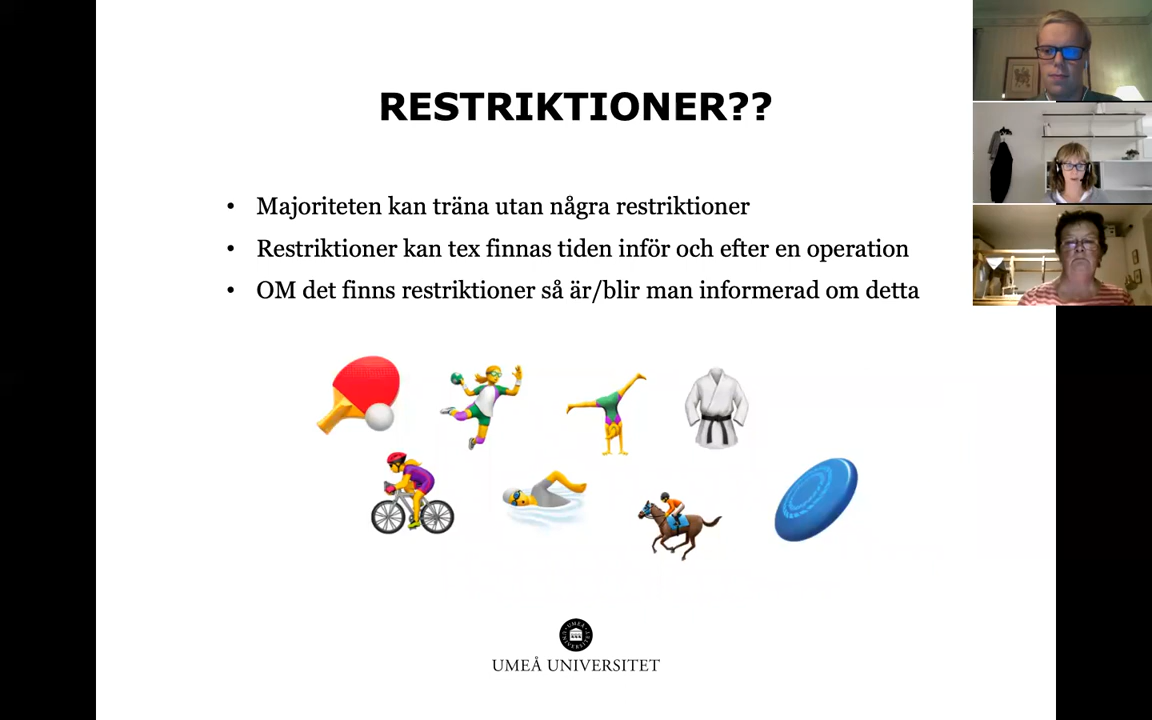 RESTRIKTIONER??
• Majoriteten kan träna utan några restriktioner
• Restriktioner kan tex finnas tiden inför och efter en operation
• OM det finns restriktioner så är/blir man informerad om detta
UMEÅ UNIVERSITET